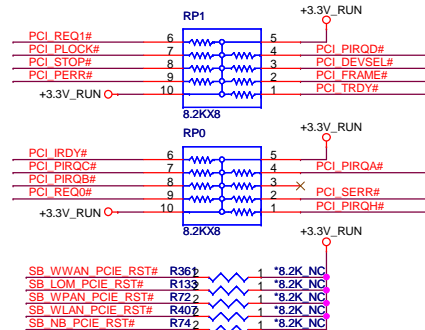 RP1 +3.3V_RUN
PCI_REQ1# 6 5
PCI_PLOCK# 7 4 PCI_PIRQD#
PCI_STOP# 8 3 PCI_DEVSEL#
PCI_PERR# 9 2 PCI_FRAME#
+3.3V_RUN 10 1 PCI_TRDY#
8.2KX8
RP0 +3.3V_RUN
PCI_IRDY# 6 5
PCI_PIRQC# 7 4 PCI_PIRQA#
PCI_PIRQB# 8 3
PCI_REQ0# 9 2 PCI_SERR#
+3.3V_RUN 10 1 PCI_PIRQH#
8.2KX8
+3.3V_RUN
SB_WWAN_PCIE_RST# R361 2 1 *8.2K_NC
SB_LOM_PCIE_RST# R133 2 1 *8.2K_NC
SB_WPAN_PCIE_RST# R72 2 1 *8.2K_NC
SB_WLAN_PCIE_RST# R407 2 1 *8.2K_NC
SB_NB_PCIE_RST# R74 2 1 *8.2K_NC